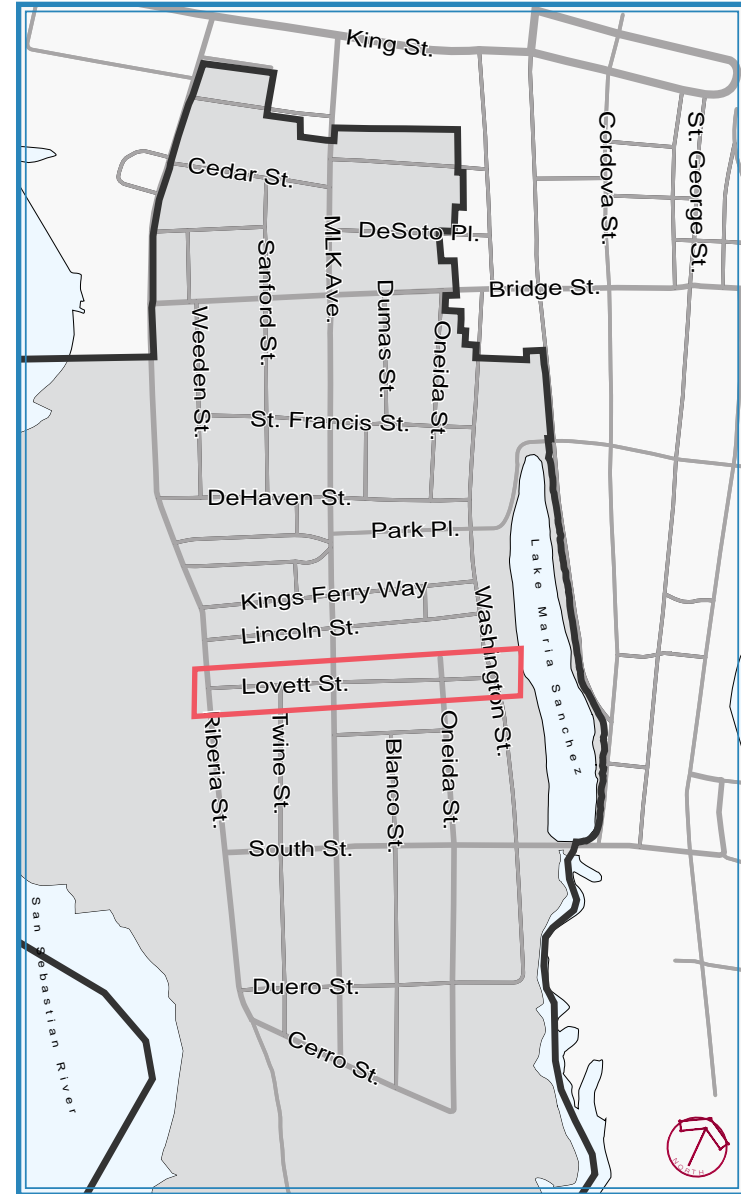 King St.
Cordova St.
St. George St.
Cedar St.
MLK Ave.
DeSoto Pl.
Sanford St.
Bridge St.
Dumas St.
Weeden St.
Oneida St.
St. Francis St.
DeHaven St.
Park Pl.
Lake Maria Sanchez
Kings Ferry Way
Washington St.
Lincoln St.
Lovett St.
Riberia St.
Twine St.
Oneida St.
Blanco St.
South St.
San Sebastian River
Duero St.
Cerro St.
NORTH